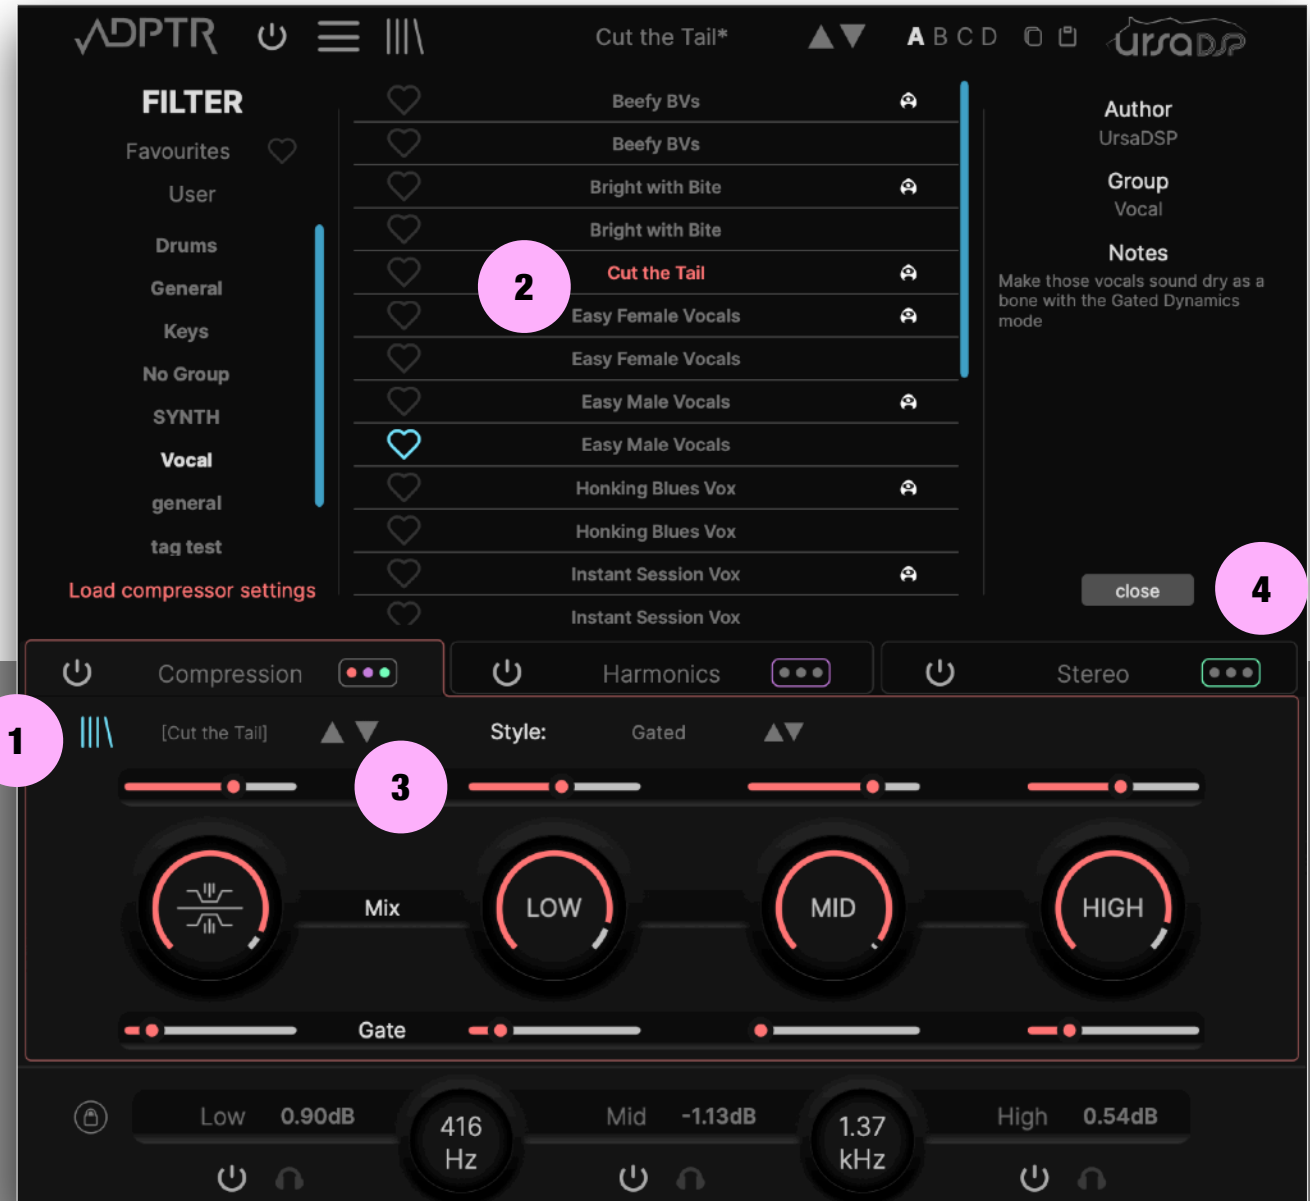 ADPTR
Cut the Tail*
A B C D
ursaDSP
FILTER
Favourites
User
Drums
General
Keys
No Group
SYNTH
Vocal
general
tag test
Load compressor settings
Beefy BVs
Beefy BVs
Bright with Bite
Bright with Bite
2
Cut the Tail
Easy Female Vocals
Easy Female Vocals
Easy Male Vocals
Easy Male Vocals
Honking Blues Vox
Honking Blues Vox
Instant Session Vox
Instant Session Vox
Author
UrsaDSP
Group
Vocal
Notes
Make those vocals sound dry as a
bone with the Gated Dynamics
mode
close
4
Compression
Harmonics
Stereo
1
[Cut the Tail]
Style:
Gated
3
Mix
LOW
MID
HIGH
Gate
Low 0.90dB
416
Hz
Mid -1.13dB
1.37
kHz
High 0.54dB